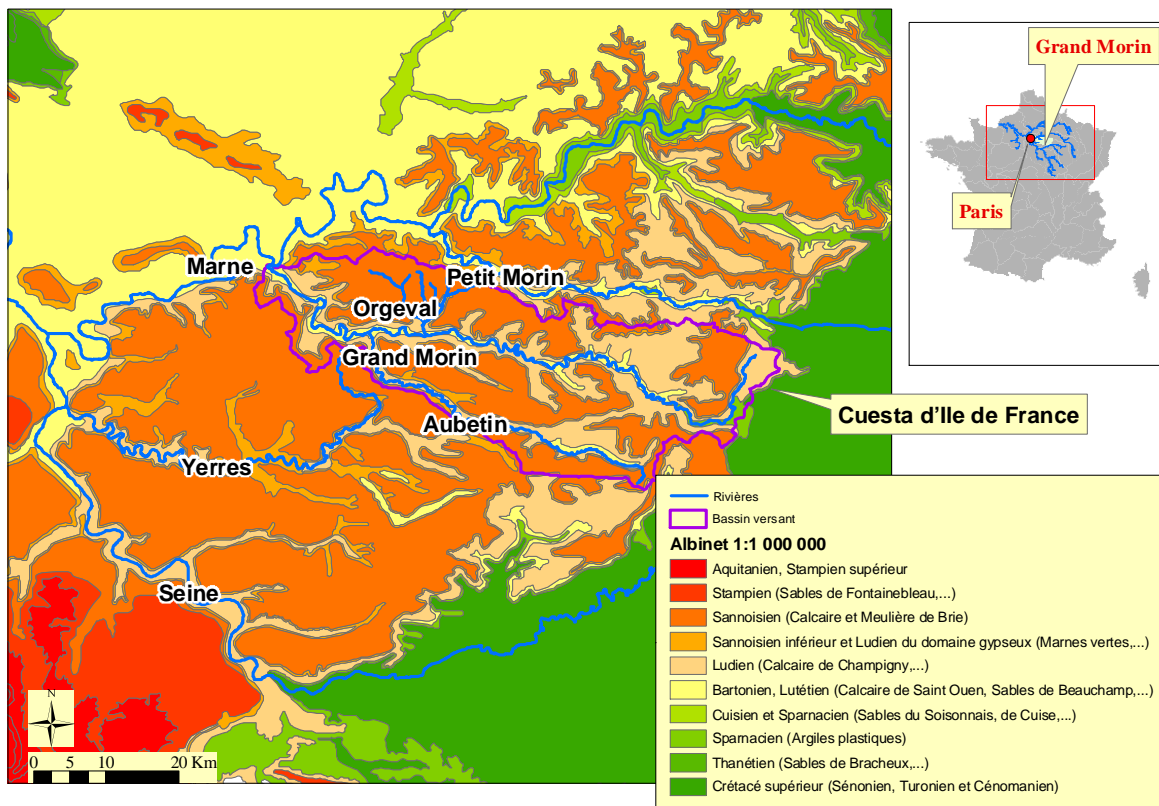 Grand Morin
Paris
Marne
Petit Morin
Orgeval
Grand Morin
Aubetin
Cuesta d'Ile de France
Yerres
Seine
N
0 5 10 20 Km
Rivières
Bassin versant
Albinet 1:1 000 000
Aquitanien, Stampien supérieur
Stampien (Sables de Fontainebleau,...)
Sannoisien (Calcaire et Meulière de Brie)
Sannoisien inférieur et Ludien du domaine gypseux (Marnes vertes,...)
Ludien (Calcaire de Champigny,...)
Bartonien, Lutétien (Calcaire de Saint Ouen, Sables de Beauchamp,...)
Cuisien et Sparnacien (Sables du Soisonnais, de Cuise,...)
Sparnacien (Argiles plastiques)
Thanétien (Sables de Bracheux,...)
Crétacé supérieur (Sénonien, Turonien et Cénomanien)